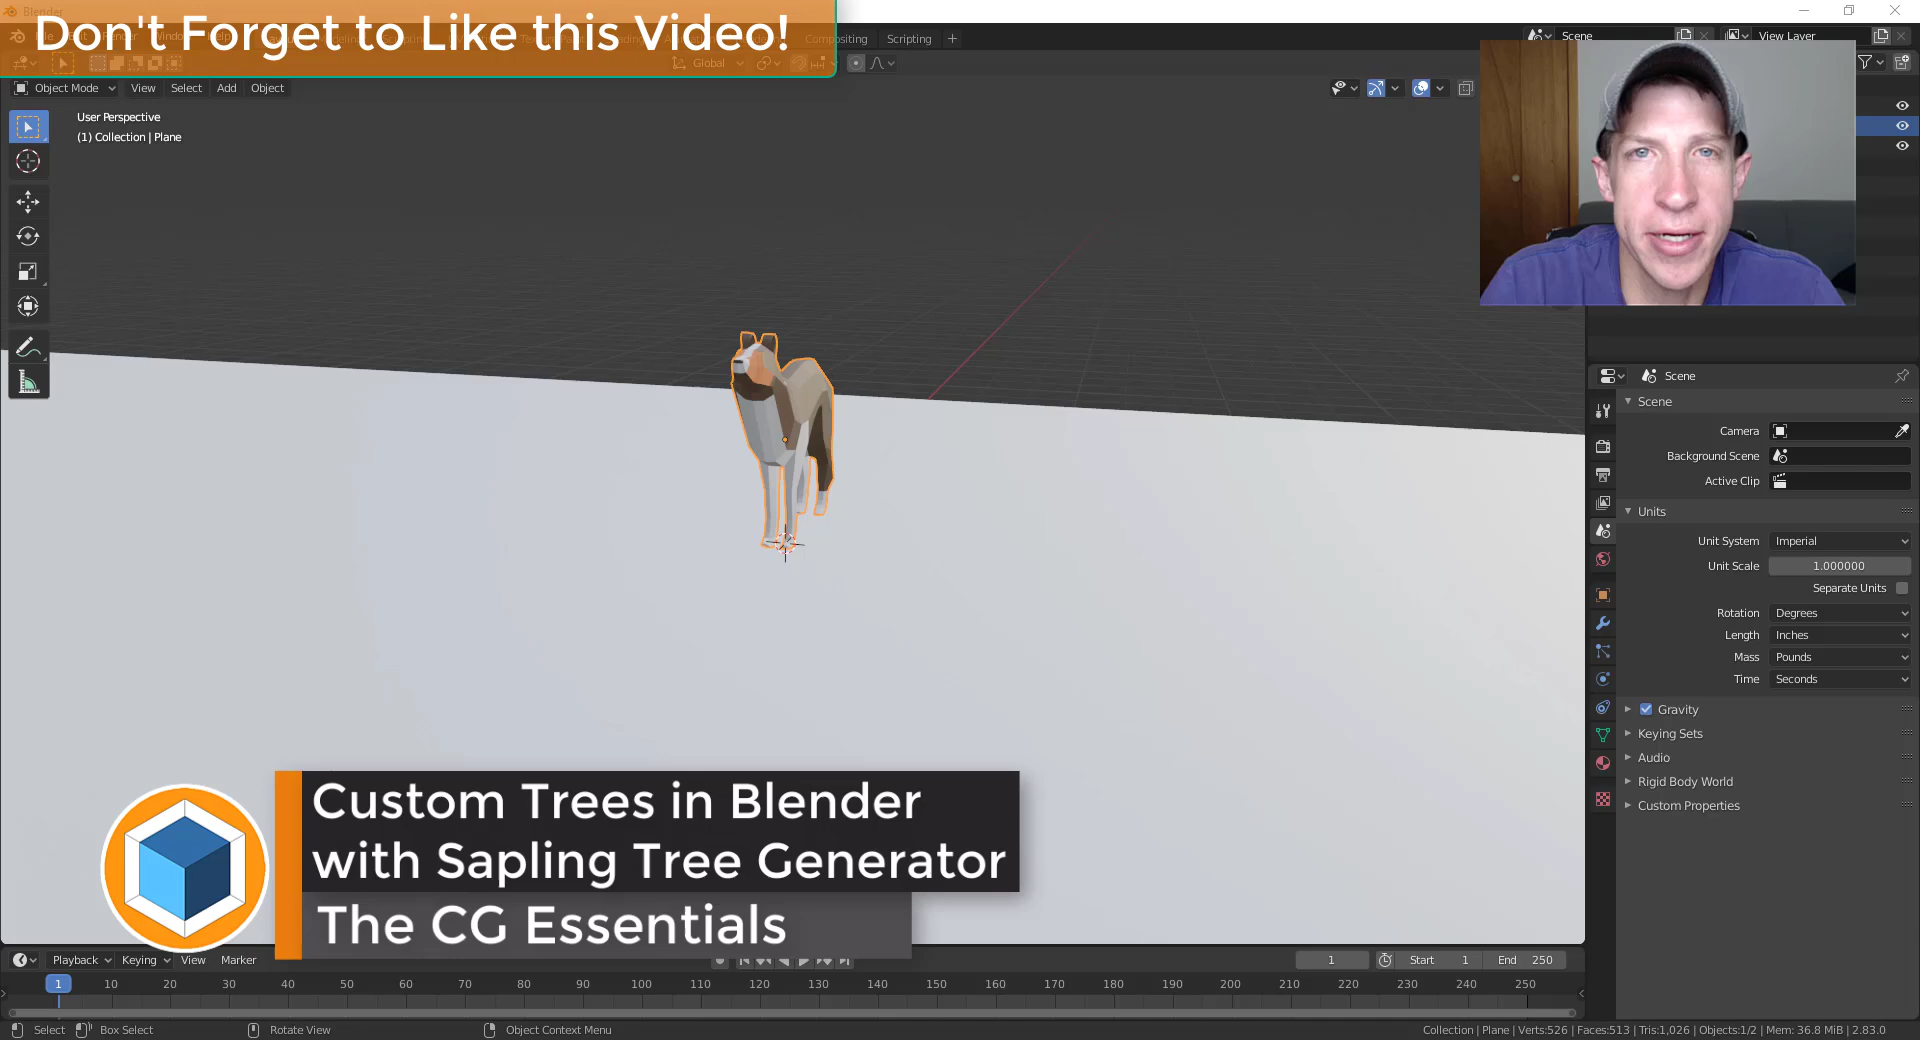 Blender
Don't Forget to Like this Video!
Compositing
Scripting
Scene
View Layer
Global
Object Mode
View
Select
Add
Object
User Perspective
(1) Collection | Plane
Scene
Scene
Camera
Background Scene
Active Clip
Units
Unit System Imperial
Unit Scale 1.000000
Separate Units
Rotation Degrees
Length Inches
Mass Pounds
Time Seconds
Gravity
Keying Sets
Audio
Rigid Body World
Custom Properties
Custom Trees in Blender
with Sapling Tree Generator
The CG Essentials
Playback Keying View Marker
1 Start 1 End 250
1 10 20 30 40 50 60 70 80 90 100 110 120 130 140 150 160 170 180 190 200 210 220 230 240 250
Select Box Select Rotate View Object Context Menu
Collection | Plane | Verts:526 | Faces:513 | Tris:1,026 | Objects:1/2 | Mem: 36.8 MiB | 2.83.0